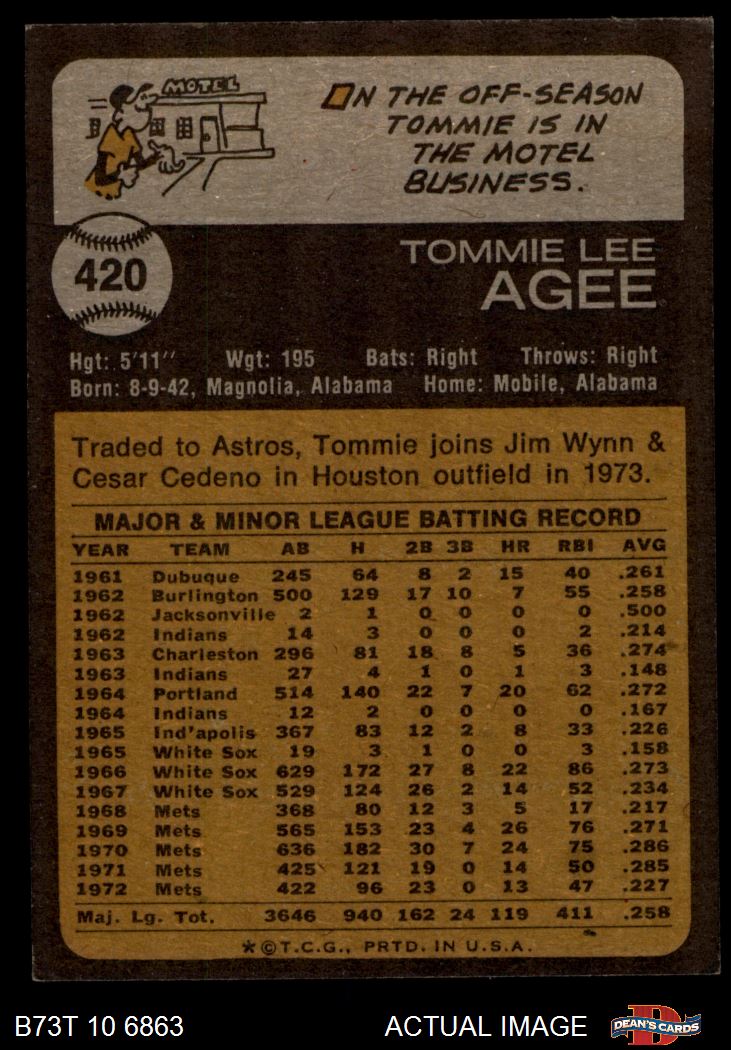 MOTEL
ON THE OFF-SEASON
TOMMIE IS IN
THE MOTEL
BUSINESS.
420
TOMMIE LEE
AGEE
Hgt: 5'11" Wgt: 195 Bats: Right Throws: Right
Born: 8-9-42, Magnolia, Alabama Home: Mobile, Alabama
Traded to Astros, Tommie joins Jim Wynn &
Cesar Cedeno in Houston outfield in 1973.
MAJOR & MINOR LEAGUE BATTING RECORD
YEAR TEAM AB H 2B 3B HR RBI AVG
1961 Dubuque 245 64 8 2 15 40 .261
1962 Burlington 500 129 17 10 7 55 .258
1962 Jacksonville 2 1 0 0 0 0 .500
1962 Indians 14 3 0 0 0 2 .214
1963 Charleston 296 81 18 8 5 36 .274
1963 Indians 27 4 1 0 1 3 .148
1964 Portland 514 140 22 7 20 62 .272
1964 Indians 12 2 0 0 0 0 .167
1965 Ind'apolis 367 83 12 2 8 33 .226
1965 White Sox 19 3 1 0 0 3 .158
1966 White Sox 629 172 27 8 22 86 .273
1967 White Sox 529 124 26 2 14 52 .234
1968 Mets 368 80 12 3 5 17 .217
1969 Mets 565 153 23 4 26 76 .271
1970 Mets 636 182 30 7 24 75 .286
1971 Mets 425 121 19 0 14 50 .285
1972 Mets 422 96 23 0 13 47 .227
Maj. Lg. Tot. 3646 940 162 24 119 411 .258
*©T.C.G., PRTD. IN U.S.A.
B73T 10 6863 ACTUAL IMAGE D DEAN'S CARDS